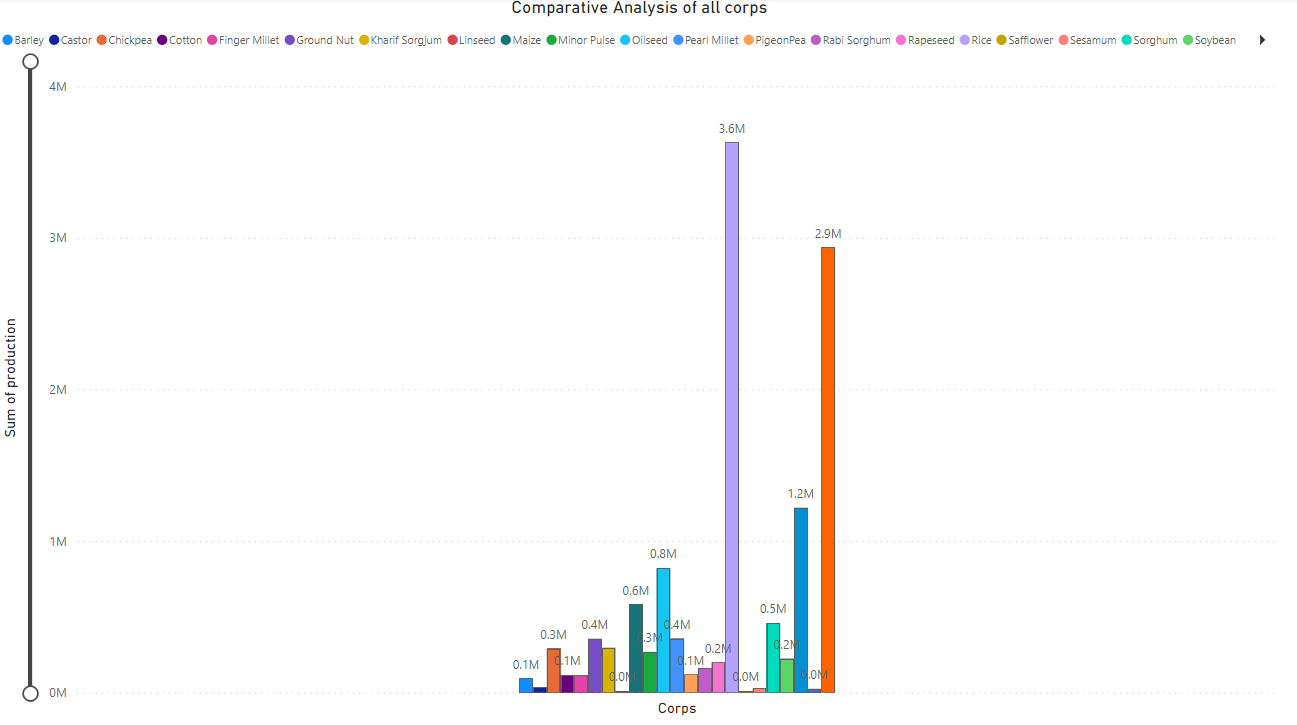 Comparative Analysis of all corps
Barley Castor Chickpea Cotton Finger Millet Ground Nut Kharif Sorgjum Linseed Maize Minor Pulse Oilseed Pearl Millet PigeonPea Rabi Sorghum Rapeseed Rice Safflower Sesamum Sorghum Soybean
4M
3.6M
3M
2.9M
2M
1.2M
1M
0.8M
0.6M
0.5M
0.4M 0.4M
0.3M 0.3M 0.2M 0.2M
0.1M 0.1M 0.1M
0.0M 0.0M 0.0M
0M
Sum of production
Corps